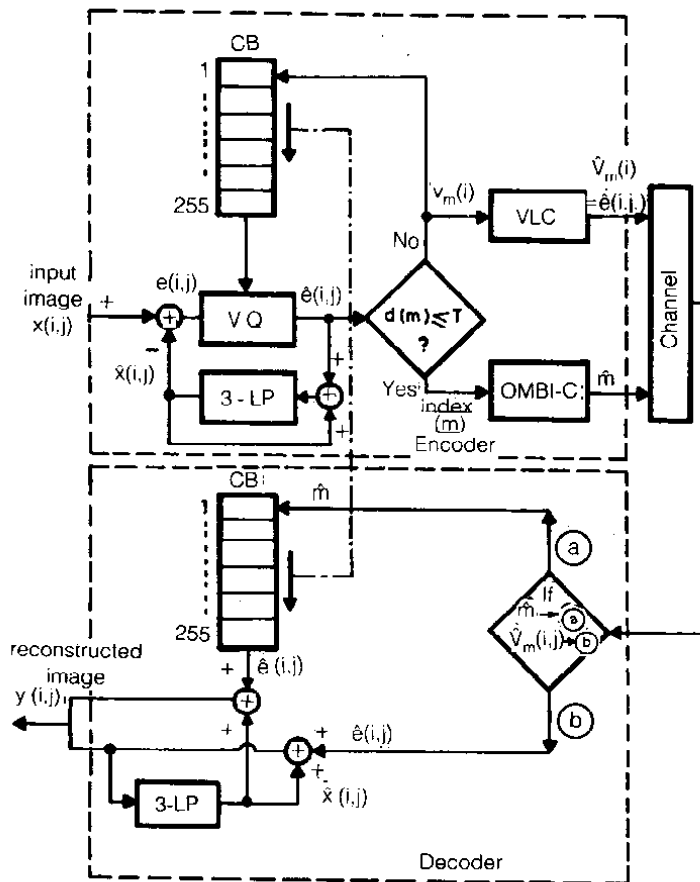 CB
1
255
input
image
x(i,j)
+
−
e(i,j)
VQ
ê(i,j)
x̂(i,j)
3-LP
+
+
d(m)≤T
?
No
Yes
v_m(i)
VLC
V̂_m(i)
=ê(i,j)
index
(m)
OMBI-C
m̂
Channel
Encoder
CB
1
255
m̂
a
If
m̂ → a
V̂_m(i,j) → b
b
reconstructed
image
y(i,j)
+
ê(i,j)
+
+
ê(i,j)
+
x̂(i,j)
3-LP
Decoder